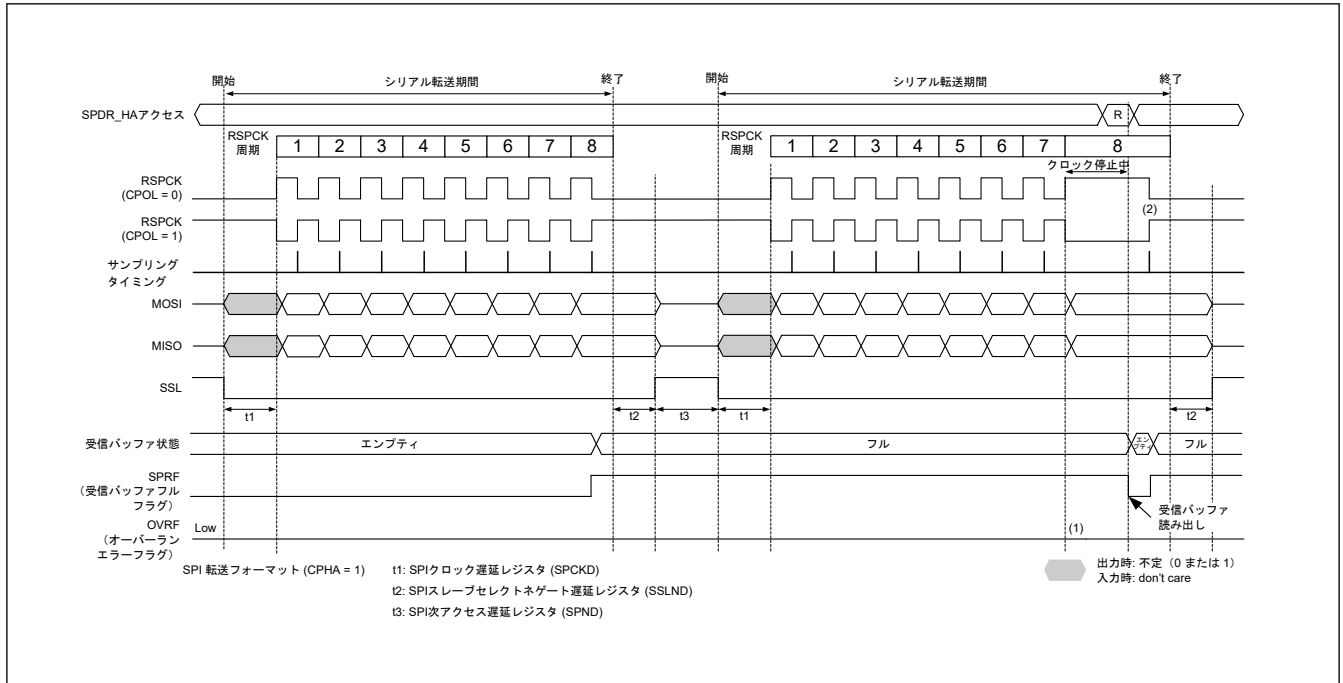 開始
シリアル転送期間
終了
開始
シリアル転送期間
終了
SPDR_HAアクセス
R
RSPCK
周期
1 2 3 4 5 6 7 8
RSPCK
周期
1 2 3 4 5 6 7 8
クロック停止中
RSPCK
(CPOL = 0)
(2)
RSPCK
(CPOL = 1)
サンプリング
タイミング
MOSI
MISO
SSL
t1
t2
t3
t1
t2
受信バッファ状態
エンプティ
フル
エン
プティ
フル
SPRF
(受信バッファフル
フラグ)
受信バッファ
読み出し
OVRF
(オーバーラン
エラーフラグ)
Low
(1)
SPI 転送フォーマット (CPHA = 1)
t1: SPIクロック遅延レジスタ (SPCKD)
t2: SPIスレーブセレクトネゲート遅延レジスタ (SSLND)
t3: SPI次アクセス遅延レジスタ (SPND)
出力時: 不定(0 または 1)
入力時: don't care